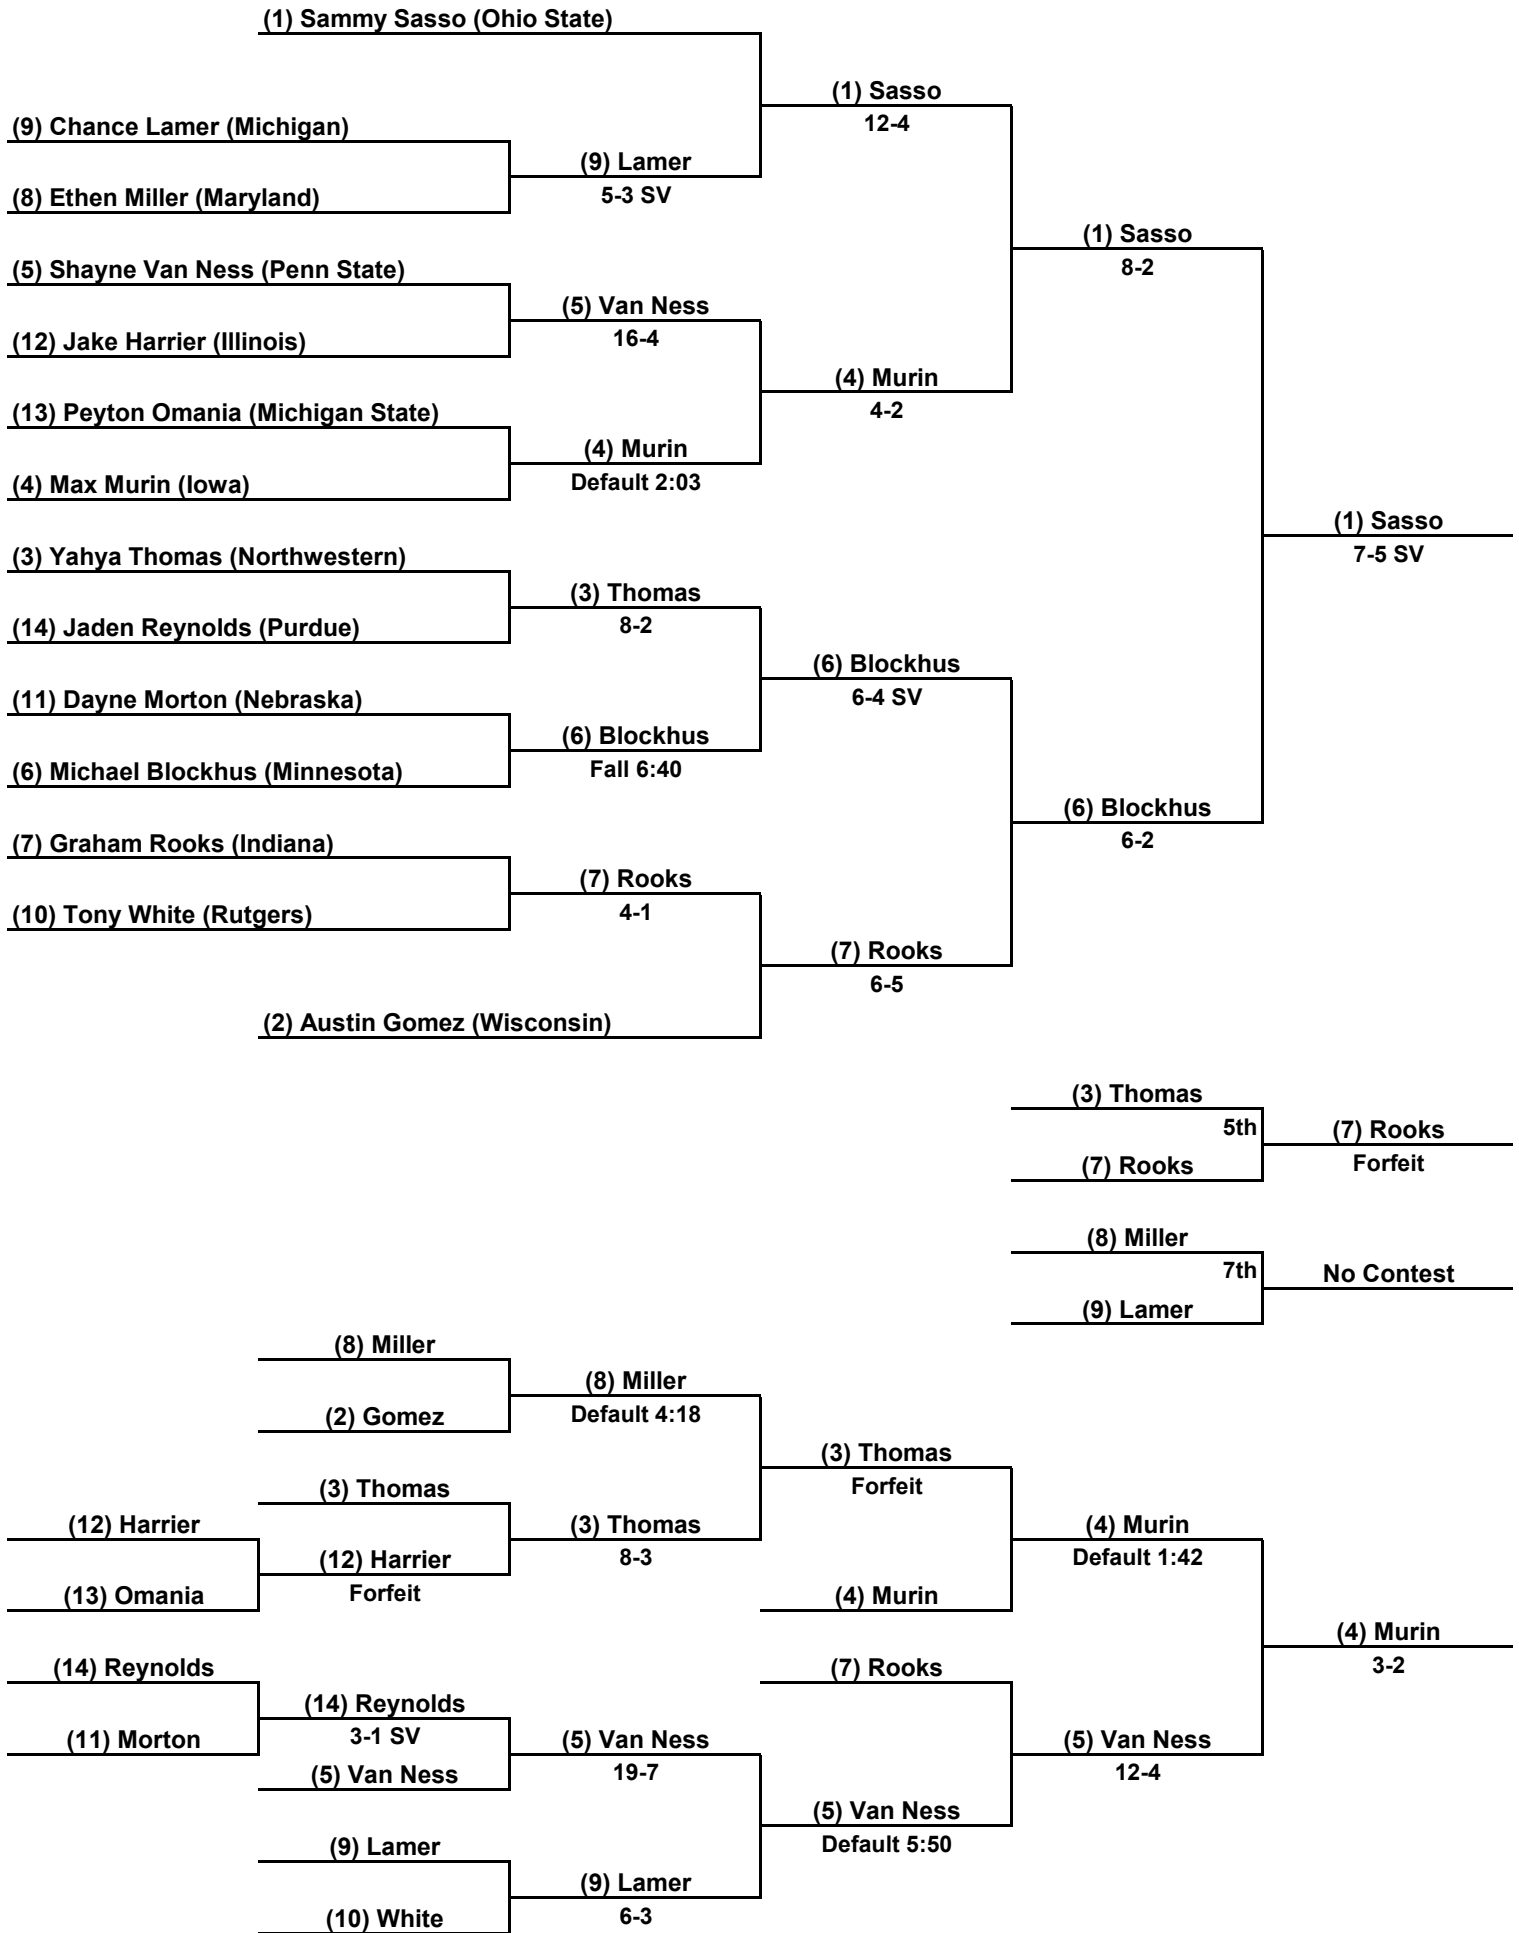 (1) Sammy Sasso (Ohio State)
(1) Sasso
12-4
(9) Chance Lamer (Michigan)
(9) Lamer
5-3 SV
(8) Ethen Miller (Maryland)
(1) Sasso
8-2
(5) Shayne Van Ness (Penn State)
(5) Van Ness
16-4
(12) Jake Harrier (Illinois)
(4) Murin
4-2
(13) Peyton Omania (Michigan State)
(4) Murin
Default 2:03
(4) Max Murin (Iowa)
(1) Sasso
7-5 SV
(3) Yahya Thomas (Northwestern)
(3) Thomas
8-2
(14) Jaden Reynolds (Purdue)
(6) Blockhus
6-4 SV
(11) Dayne Morton (Nebraska)
(6) Blockhus
Fall 6:40
(6) Michael Blockhus (Minnesota)
(6) Blockhus
6-2
(7) Graham Rooks (Indiana)
(7) Rooks
4-1
(10) Tony White (Rutgers)
(7) Rooks
6-5
(2) Austin Gomez (Wisconsin)
(3) Thomas
5th
(7) Rooks
Forfeit
(7) Rooks
(8) Miller
7th
No Contest
(9) Lamer
(8) Miller
(8) Miller
Default 4:18
(2) Gomez
(3) Thomas
Forfeit
(3) Thomas
(12) Harrier
(3) Thomas
8-3
(4) Murin
Default 1:42
(12) Harrier
Forfeit
(13) Omania
(4) Murin
(4) Murin
3-2
(14) Reynolds
(7) Rooks
(14) Reynolds
3-1 SV
(11) Morton
(5) Van Ness
19-7
(5) Van Ness
12-4
(5) Van Ness
(5) Van Ness
Default 5:50
(9) Lamer
(9) Lamer
6-3
(10) White